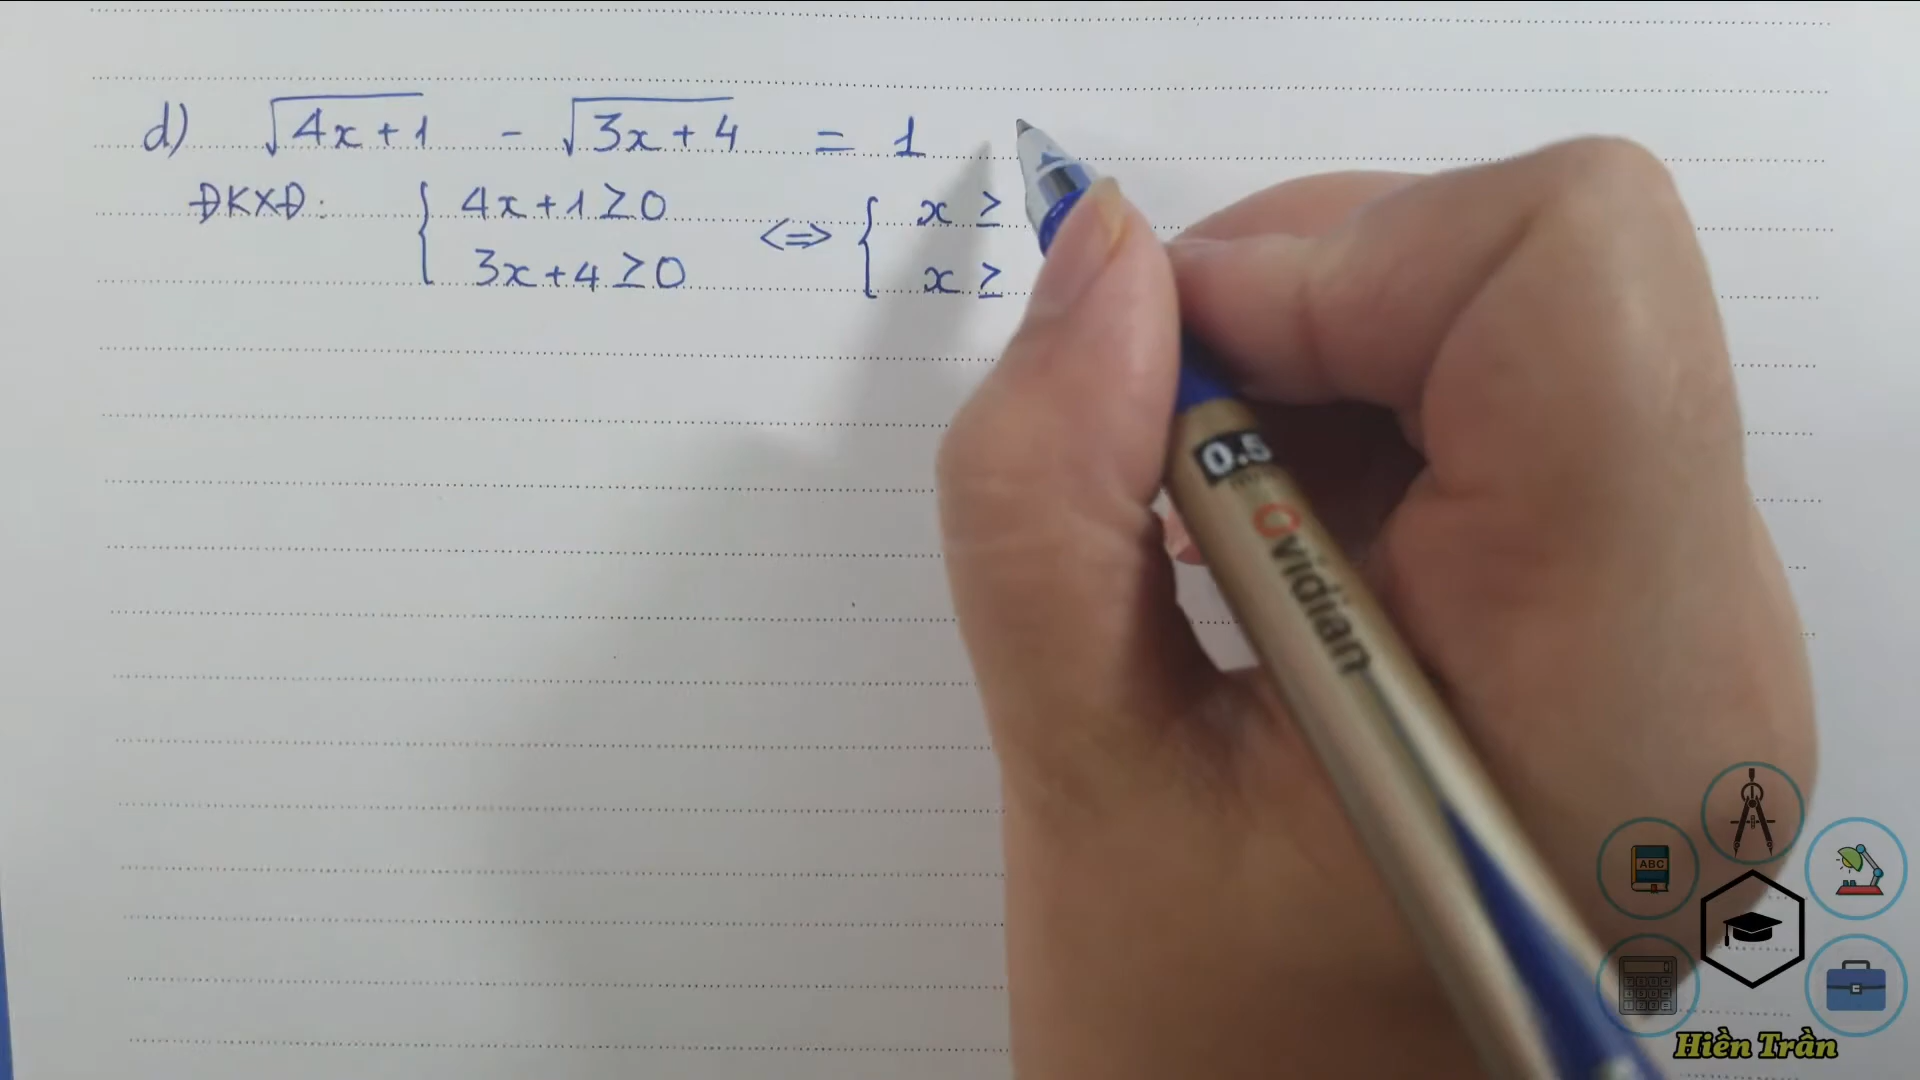 d) √4x+1 - √3x+4 = 1
ĐKXĐ: { 4x+1≥0 <=> { x ≥
3x+4≥0 x ≥
0.5
Ovidian
ABC
Hiền Trần